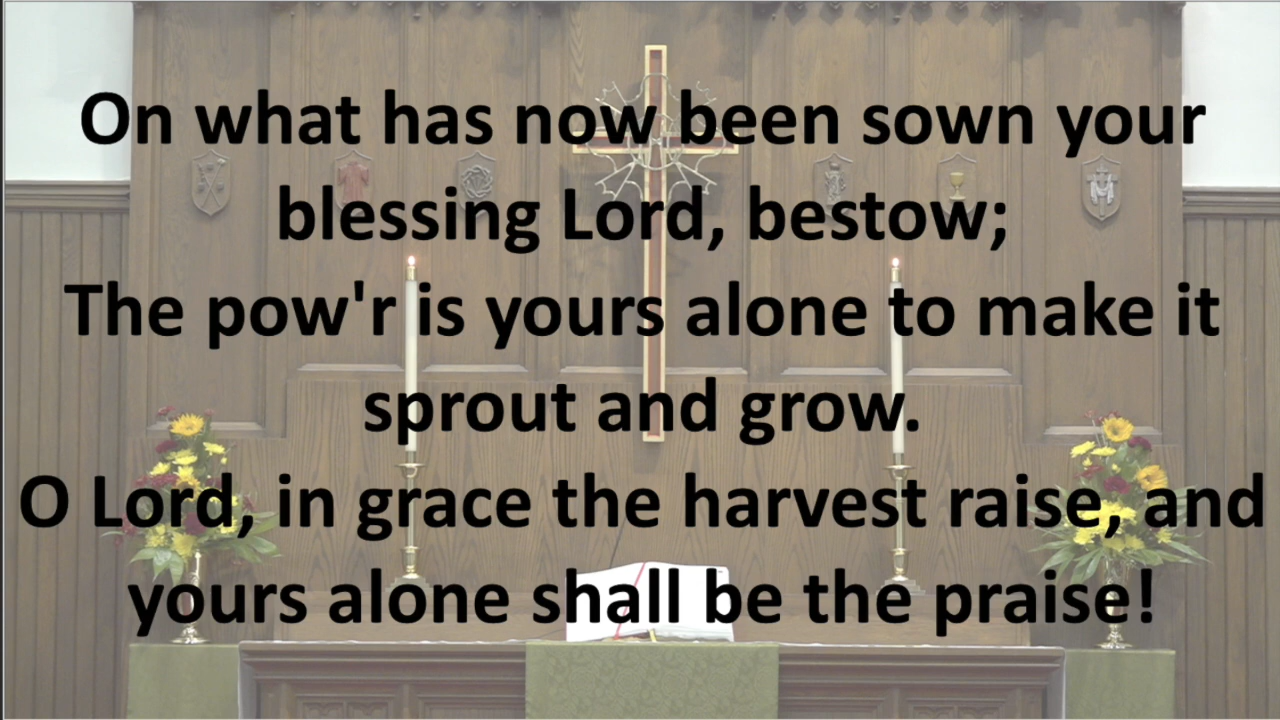 On what has now been sown your
blessing Lord, bestow;
The pow'r is yours alone to make it
sprout and grow.
O Lord, in grace the harvest raise, and
yours alone shall be the praise!